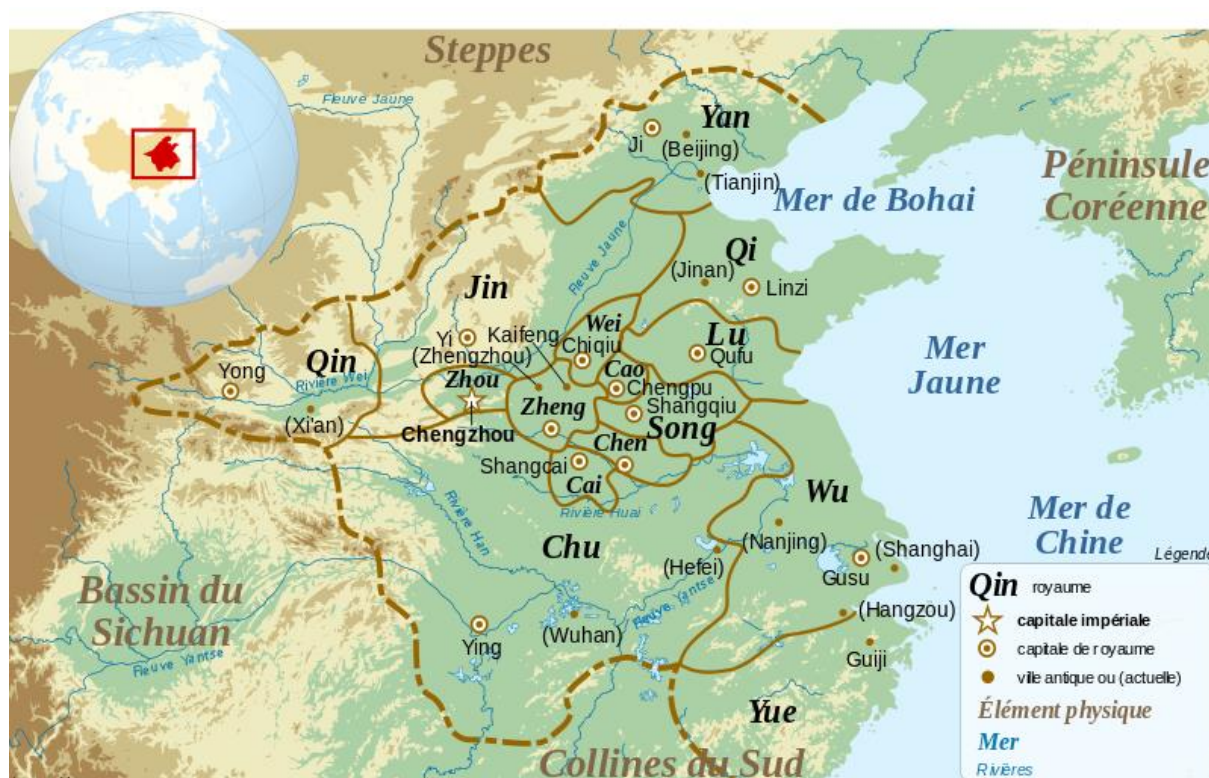 Steppes
Fleuve Jaune
Yan
Ji
(Beijing)
(Tianjin)
Péninsule
Coréenne
Mer de Bohai
Fleuve Jaune
Qi
(Jinan)
Linzi
Jin
Wei
Lu
Yi
Kaifeng
(Zhengzhou)
Chiqiu
Qufu
Mer
Jaune
Qin
Yong
Rivière Wei
(Xi'an)
Zhou
Cao
Chengpu
Zheng
Shangqiu
Chengzhou
Song
Chen
Shangcai
Cai
Rivière Huai
Wu
Rivière Han
Chu
(Nanjing)
(Hefei)
(Shanghai)
Gusu
Mer de
Chine
Bassin du
Sichuan
Fleuve Yantse
Ying
(Wuhan)
Fleuve Yantse
(Hangzou)
Guiji
Yue
Collines du Sud
Légende
Qin royaume
capitale impériale
capitale de royaume
ville antique ou (actuelle)
Élément physique
Mer
Rivières